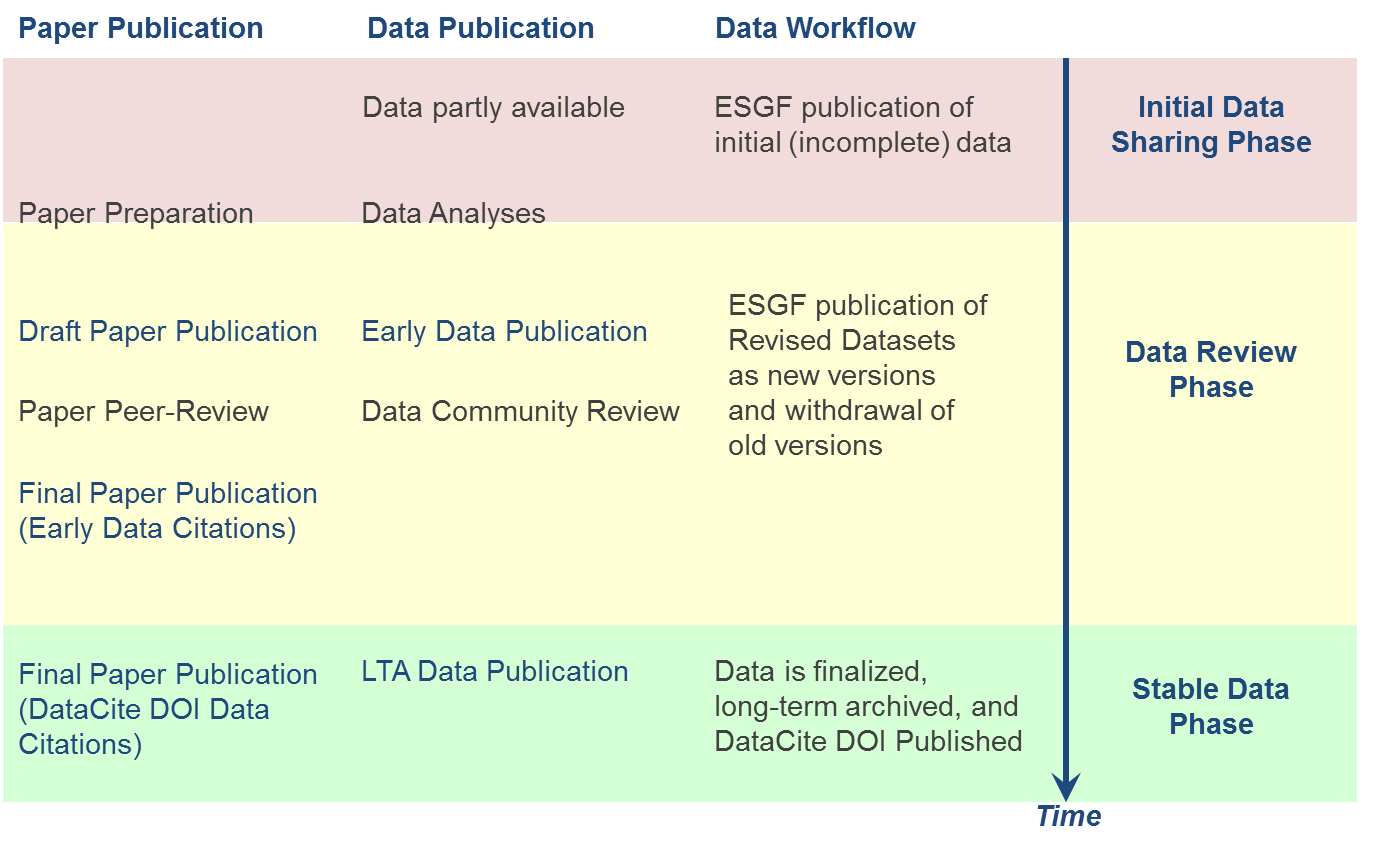 Paper Publication
Data Publication
Data Workflow
Data partly available
ESGF publication of
initial (incomplete) data
Initial Data
Sharing Phase
Paper Preparation
Data Analyses
Draft Paper Publication
Early Data Publication
ESGF publication of
Revised Datasets
as new versions
and withdrawal of
old versions
Data Review
Phase
Paper Peer-Review
Data Community Review
Final Paper Publication
(Early Data Citations)
Final Paper Publication
(DataCite DOI Data
Citations)
LTA Data Publication
Data is finalized,
long-term archived, and
DataCite DOI Published
Stable Data
Phase
Time